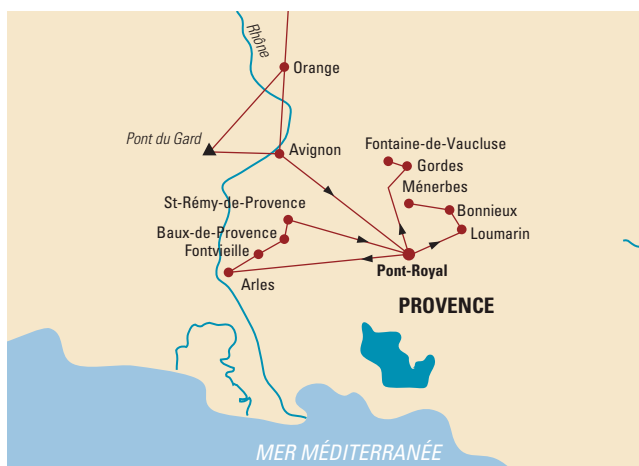 Rhône
Orange
Pont du Gard
Avignon
Fontaine-de-Vaucluse
Gordes
Ménerbes
St-Rémy-de-Provence
Bonnieux
Baux-de-Provence
Loumarin
Fontvieille
Pont-Royal
Arles
PROVENCE
MER MÉDITERRANÉE